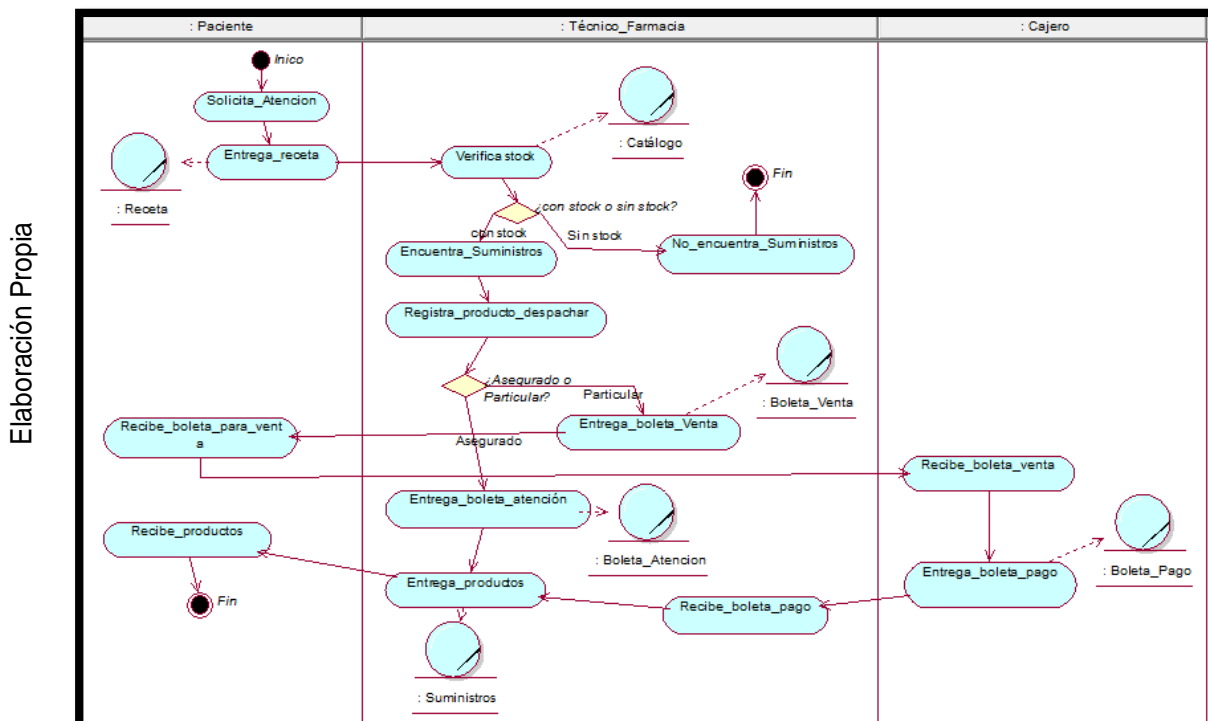 Elaboración Propia
: Paciente
: Técnico_Farmacia
: Cajero
Inico
Solicita_Atencion
Entrega_receta
: Receta
Verifica stock
: Catálogo
¿con stock o sin stock?
con stock
Sin stock
Fin
Encuentra_Suministros
No_encuentra_Suministros
Registra_producto_despachar
¿Asegurado o
Particular?
Particular
: Boleta_Venta
Entrega_boleta_Venta
Recibe_boleta_para_vent
a
Asegurado
Recibe_boleta_venta
Entrega_boleta_atención
: Boleta_Atencion
Recibe_productos
Entrega_boleta_pago
: Boleta_Pago
Entrega_productos
Recibe_boleta_pago
Fin
: Suministros